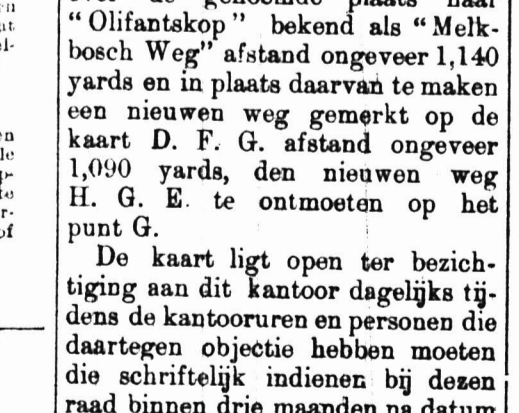 over de genoemde plaats naar
"Olifantskop" bekend als "Melk-
bosch Weg" afstand ongeveer 1,140
yards en in plaats daarvan te maken
een nieuwen weg gemerkt op de
kaart D. F. G. afstand ongeveer
1,090 yards, den nieuwen weg
H. G. E. te ontmoeten op het
punt G.
De kaart ligt open ter bezich-
tiging aan dit kantoor dagelijks tij-
dens de kantooruren en personen die
daartegen objectie hebben moeten
die schriftelijk indienen bij dezen
raad binnen drie maanden na datum